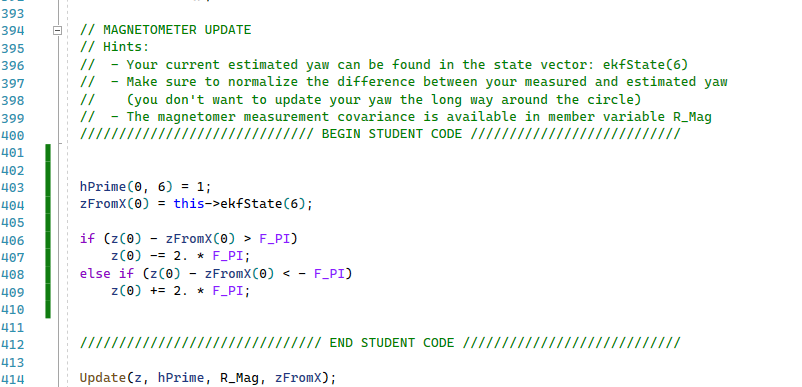 393
394 // MAGNETOMETER UPDATE
395 // Hints:
396 //  - Your current estimated yaw can be found in the state vector: ekfState(6)
397 //  - Make sure to normalize the difference between your measured and estimated yaw
398 //    (you don't want to update your yaw the long way around the circle)
399 //  - The magnetomer measurement covariance is available in member variable R_Mag
400 ////////////////////////////// BEGIN STUDENT CODE ///////////////////////////
401
402
403 hPrime(0, 6) = 1;
404 zFromX(0) = this->ekfState(6);
405
406 if (z(0) - zFromX(0) > F_PI)
407     z(0) -= 2. * F_PI;
408 else if (z(0) - zFromX(0) < - F_PI)
409     z(0) += 2. * F_PI;
410
411
412 /////////////////////////////// END STUDENT CODE ////////////////////////////
413
414 Update(z, hPrime, R_Mag, zFromX);